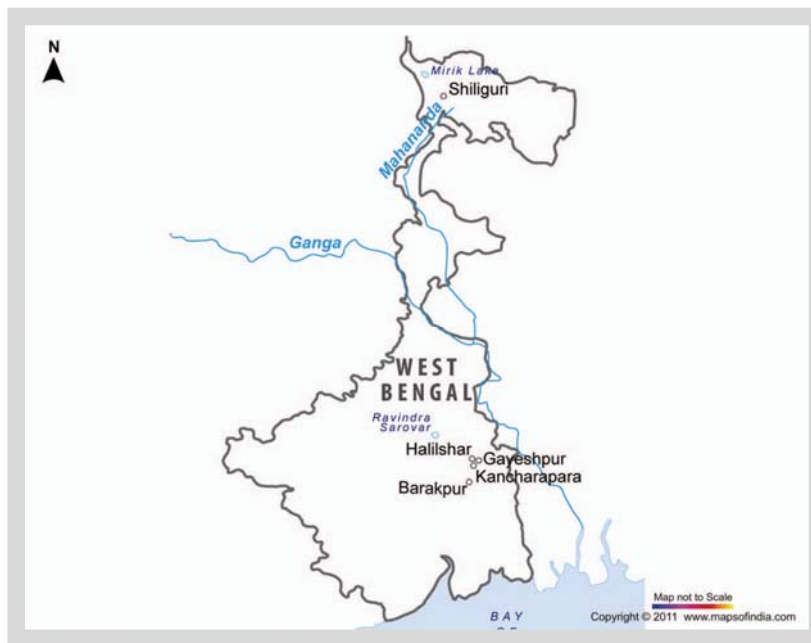 N
Mirik Lake
Shiliguri
Mahananda
Ganga
WEST
BENGAL
Ravindra
Sarovar
Halilshar
Gayeshpur
Kancharapara
Barakpur
Map not to Scale
BAY
Copyright © 2011 www.mapsofindia.com